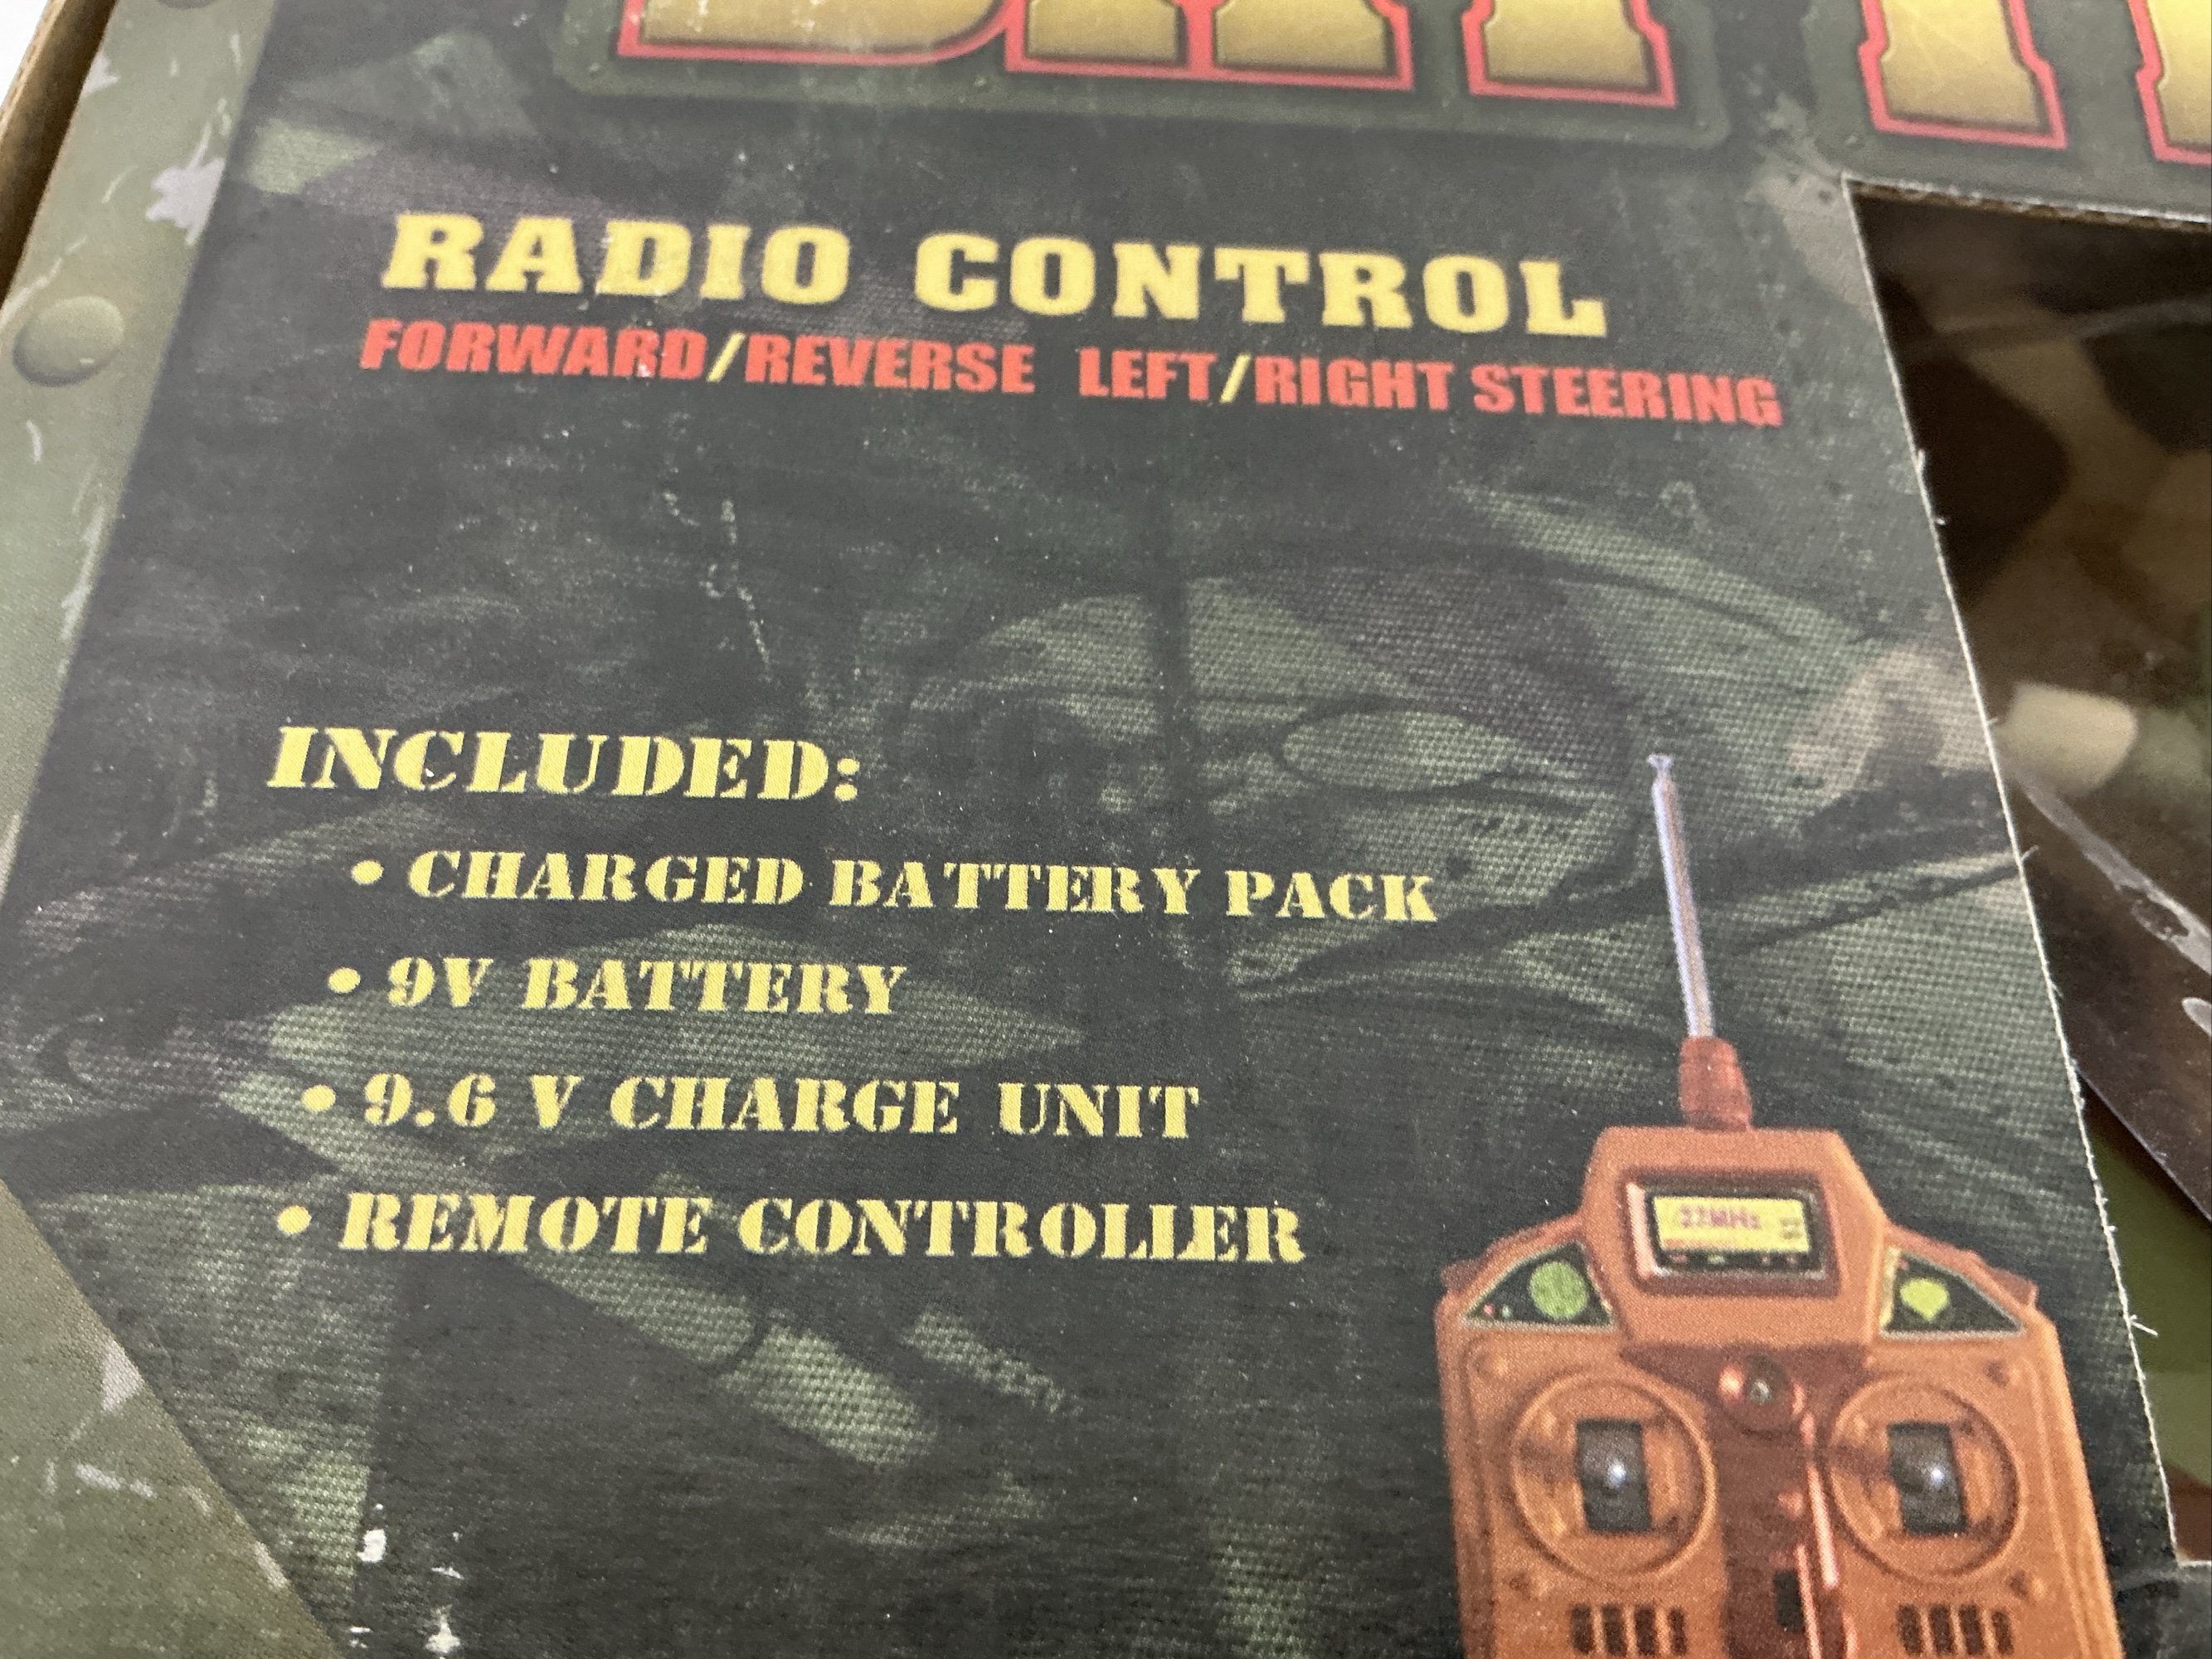 RADIO CONTROL
FORWARD/REVERSE LEFT/RIGHT STEERING
INCLUDED:
• CHARGED BATTERY PACK
• 9V BATTERY
• 9.6 V CHARGE UNIT
• REMOTE CONTROLLER
27MHz